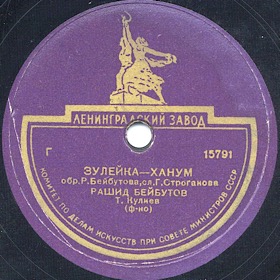 ЛЕНИНГРАДСКИЙ ЗАВОД
Г 15791
ЗУЛЕЙКА—ХАНУМ
обр.Р.Бейбутова,сл.Г.Строганова
РАШИД БЕЙБУТОВ
Т. Кулиев
(ф-но)
КОМИТЕТ ПО ДЕЛАМ ИСКУССТВ ПРИ СОВЕТЕ МИНИСТРОВ СССР